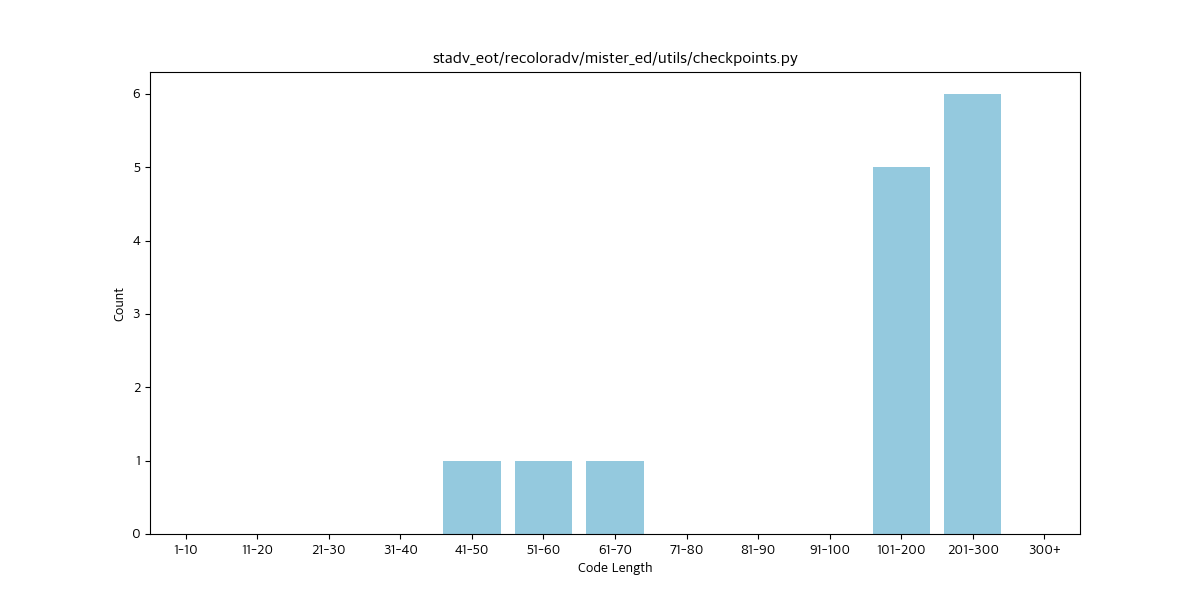 stadv_eot/recoloradv/mister_ed/utils/checkpoints.py
6
5
4
3
2
1
0
Count
1-10 11-20 21-30 31-40 41-50 51-60 61-70 71-80 81-90 91-100 101-200 201-300 300+
Code Length